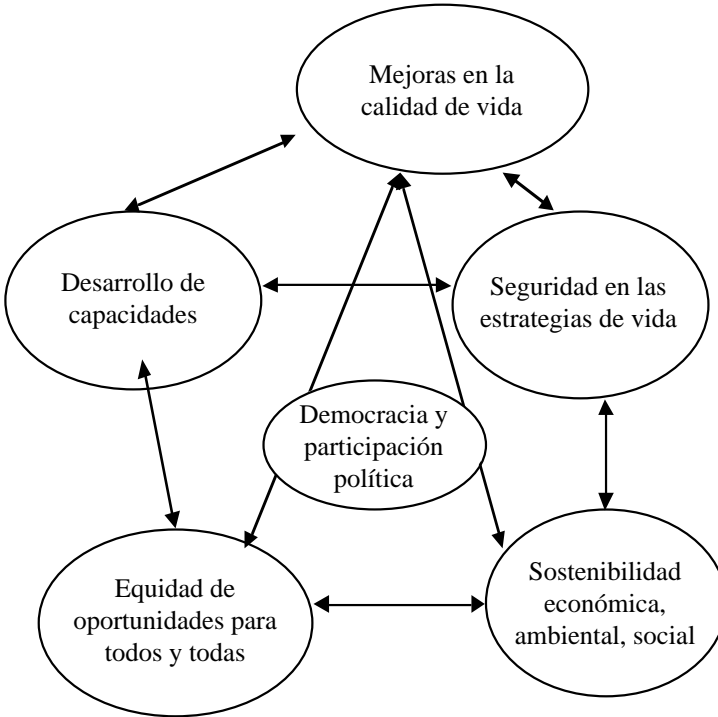 Mejoras en la
calidad de vida
Desarrollo de
capacidades
Seguridad en las
estrategias de vida
Democracia y
participación
política
Equidad de
oportunidades para
todos y todas
Sostenibilidad
económica,
ambiental, social